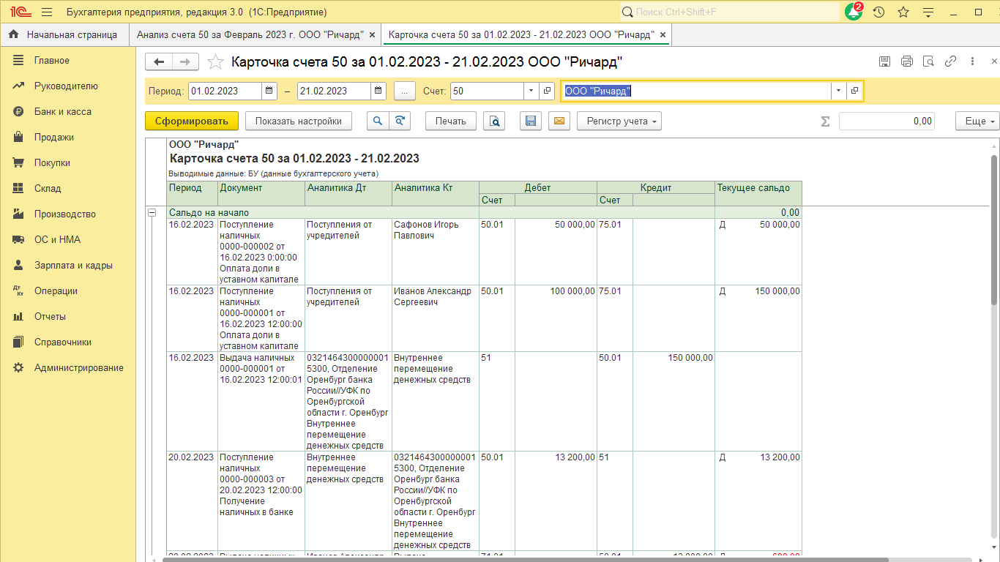 1С Бухгалтерия предприятия, редакция 3.0 (1С:Предприятие) Поиск Ctrl+Shift+F 2
Начальная страница Анализ счета 50 за Февраль 2023 г. ООО "Ричард" × Карточка счета 50 за 01.02.2023 - 21.02.2023 ООО "Ричард" ×
Главное
Руководителю
Банк и касса
Продажи
Покупки
Склад
Производство
ОС и НМА
Зарплата и кадры
Дт Кт Операции
Отчеты
Справочники
Администрирование
Карточка счета 50 за 01.02.2023 - 21.02.2023 ООО "Ричард"
Период: 01.02.2023 – 21.02.2023 ... Счет: 50 ООО "Ричард"
Сформировать Показать настройки Печать Регистр учета Σ 0,00 Еще
ООО "Ричард"
Карточка счета 50 за 01.02.2023 - 21.02.2023
Выводимые данные: БУ (данные бухгалтерского учета)
Период Документ Аналитика Дт Аналитика Кт Дебет Кредит Текущее сальдо
Счет Счет
Сальдо на начало 0,00
16.02.2023 Поступление Поступления от Сафонов Игорь 50.01 50 000,00 75.01 Д 50 000,00
наличных учредителей Павлович
0000-000002 от
16.02.2023 0:00:00
Оплата доли в
уставном капитале
16.02.2023 Поступление Поступления от Иванов Александр 50.01 100 000,00 75.01 Д 150 000,00
наличных учредителей Сергеевич
0000-000001 от
16.02.2023 12:00:00
Оплата доли в
уставном капитале
16.02.2023 Выдача наличных 0321464300000001 Внутреннее 51 50.01 150 000,00
0000-000001 от 5300, Отделение перемещение
16.02.2023 12:00:01 Оренбург банка денежных средств
России//УФК по
Оренбургской
области г. Оренбург
Внутреннее
перемещение
денежных средств
20.02.2023 Поступление Внутреннее 0321464300000001 50.01 13 200,00 51 Д 13 200,00
наличных перемещение 5300, Отделение
0000-000003 от денежных средств Оренбург банка
20.02.2023 12:00:00 России//УФК по
Получение Оренбургской
наличных в банке области г. Оренбург
Внутреннее
перемещение
денежных средств